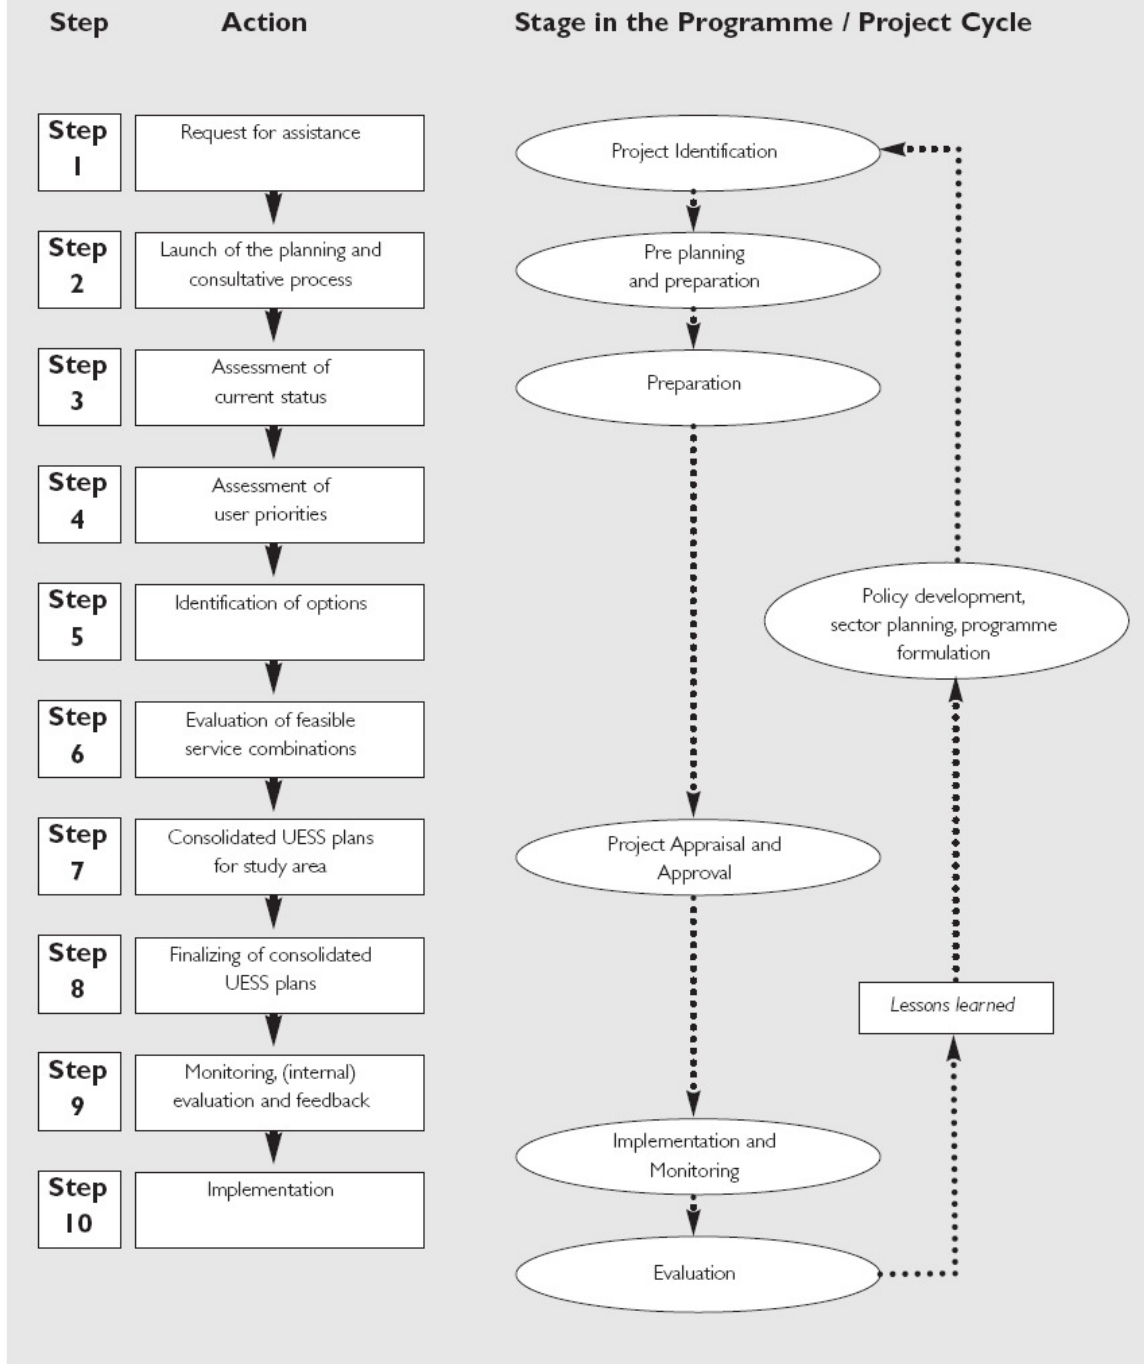 Step
Action
Stage in the Programme / Project Cycle
Step
1
Request for assistance
Project Identification
Step
2
Launch of the planning and
consultative process
Pre planning
and preparation
Step
3
Assessment of
current status
Preparation
Step
4
Assessment of
user priorities
Step
5
Identification of options
Policy development,
sector planning, programme
formulation
Step
6
Evaluation of feasible
service combinations
Step
7
Consolidated UESS plans
for study area
Project Appraisal and
Approval
Step
8
Finalizing of consolidated
UESS plans
Lessons learned
Step
9
Monitoring, (internal)
evaluation and feedback
Implementation and
Monitoring
Step
10
Implementation
Evaluation